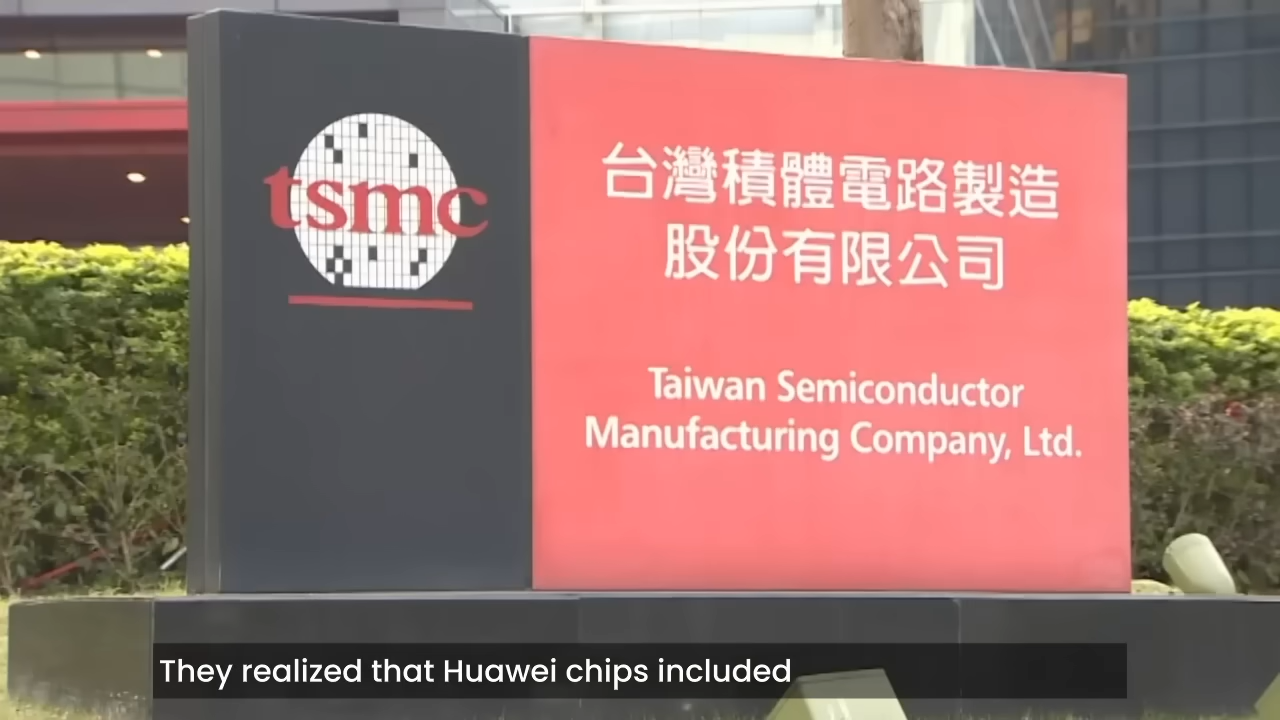 tsmc
台灣積體電路製造
股份有限公司
Taiwan Semiconductor
Manufacturing Company, Ltd.
They realized that Huawei chips included